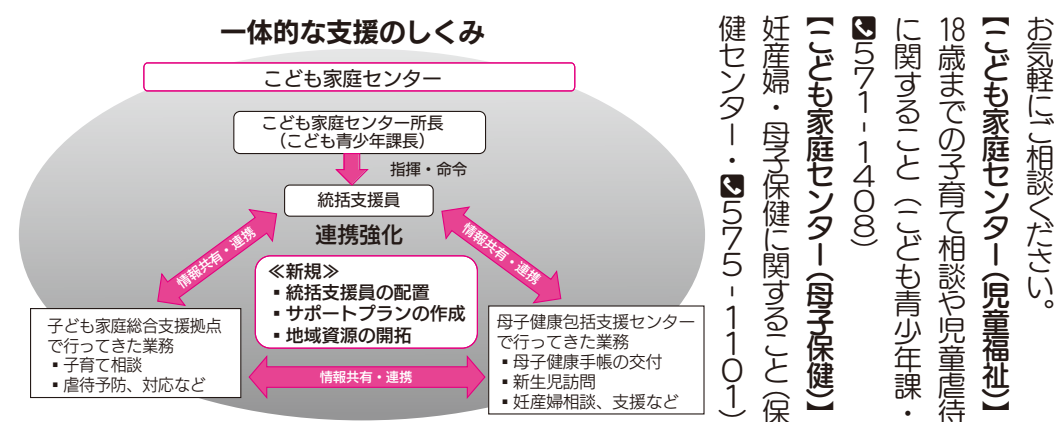 一体的な支援のしくみ
こども家庭センター
こども家庭センター所長
（こども青少年課長）
指揮・命令
統括支援員
連携強化
情報共有・連携
情報共有・連携
≪新規≫
▪統括支援員の配置
▪サポートプランの作成
▪地域資源の開拓
子ども家庭総合支援拠点
で行ってきた業務
▪子育て相談
▪虐待予防、対応など
情報共有・連携
母子健康包括支援センター
で行ってきた業務
▪母子健康手帳の交付
▪新生児訪問
▪妊産婦相談、支援など
お気軽にご相談ください。
【こども家庭センター（児童福祉）】
18歳までの子育て相談や児童虐待
に関すること（こども青少年課・
571-1408）
【こども家庭センター（母子保健）】
妊産婦・母子保健に関すること（保
健センター・575-1101）